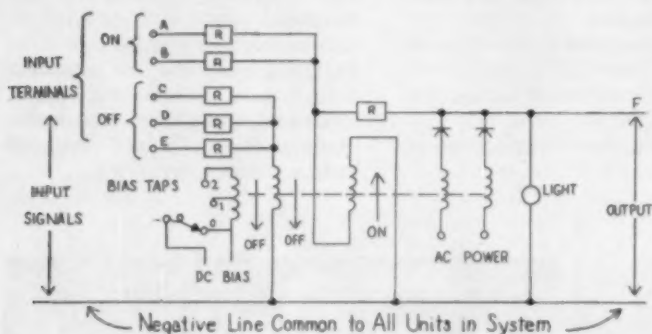 A
R
ON
B
R
INPUT
TERMINALS
C
R
OFF
D
R
E
R
R
F
BIAS TAPS
2
1
0
INPUT
SIGNALS
OFF
OFF
ON
LIGHT
OUTPUT
DC BIAS
AC POWER
Negative Line Common to All Units in System